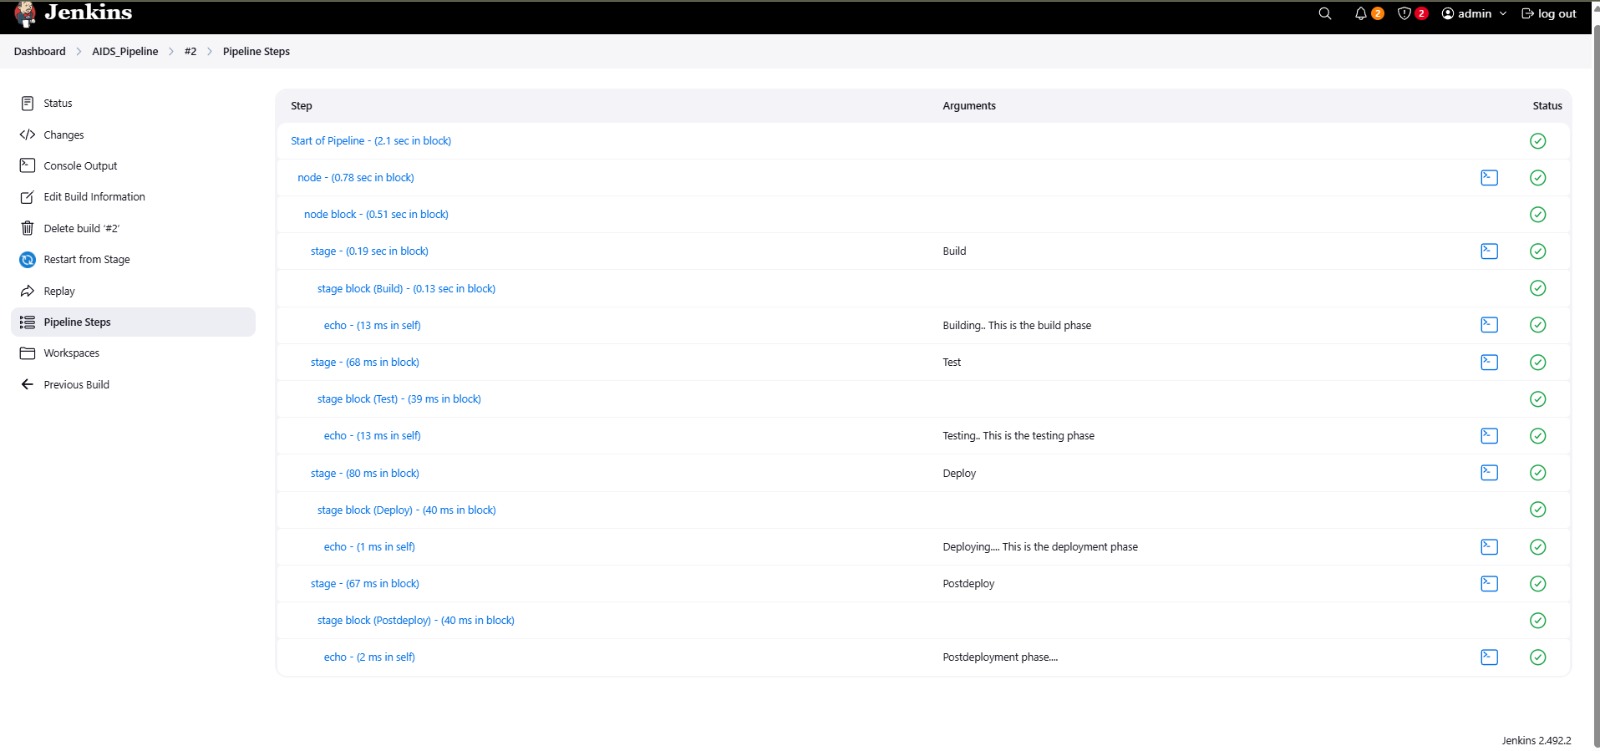 Jenkins
2
2
admin
log out
Dashboard
AIDS_Pipeline
#2
Pipeline Steps
Status
Changes
Console Output
Edit Build Information
Delete build '#2'
Restart from Stage
Replay
Pipeline Steps
Workspaces
Previous Build
Step Arguments Status
Start of Pipeline - (2.1 sec in block)
node - (0.78 sec in block)
node block - (0.51 sec in block)
stage - (0.19 sec in block) Build
stage block (Build) - (0.13 sec in block)
echo - (13 ms in self) Building.. This is the build phase
stage - (68 ms in block) Test
stage block (Test) - (39 ms in block)
echo - (13 ms in self) Testing.. This is the testing phase
stage - (80 ms in block) Deploy
stage block (Deploy) - (40 ms in block)
echo - (1 ms in self) Deploying.... This is the deployment phase
stage - (67 ms in block) Postdeploy
stage block (Postdeploy) - (40 ms in block)
echo - (2 ms in self) Postdeployment phase....
Jenkins 2.492.2